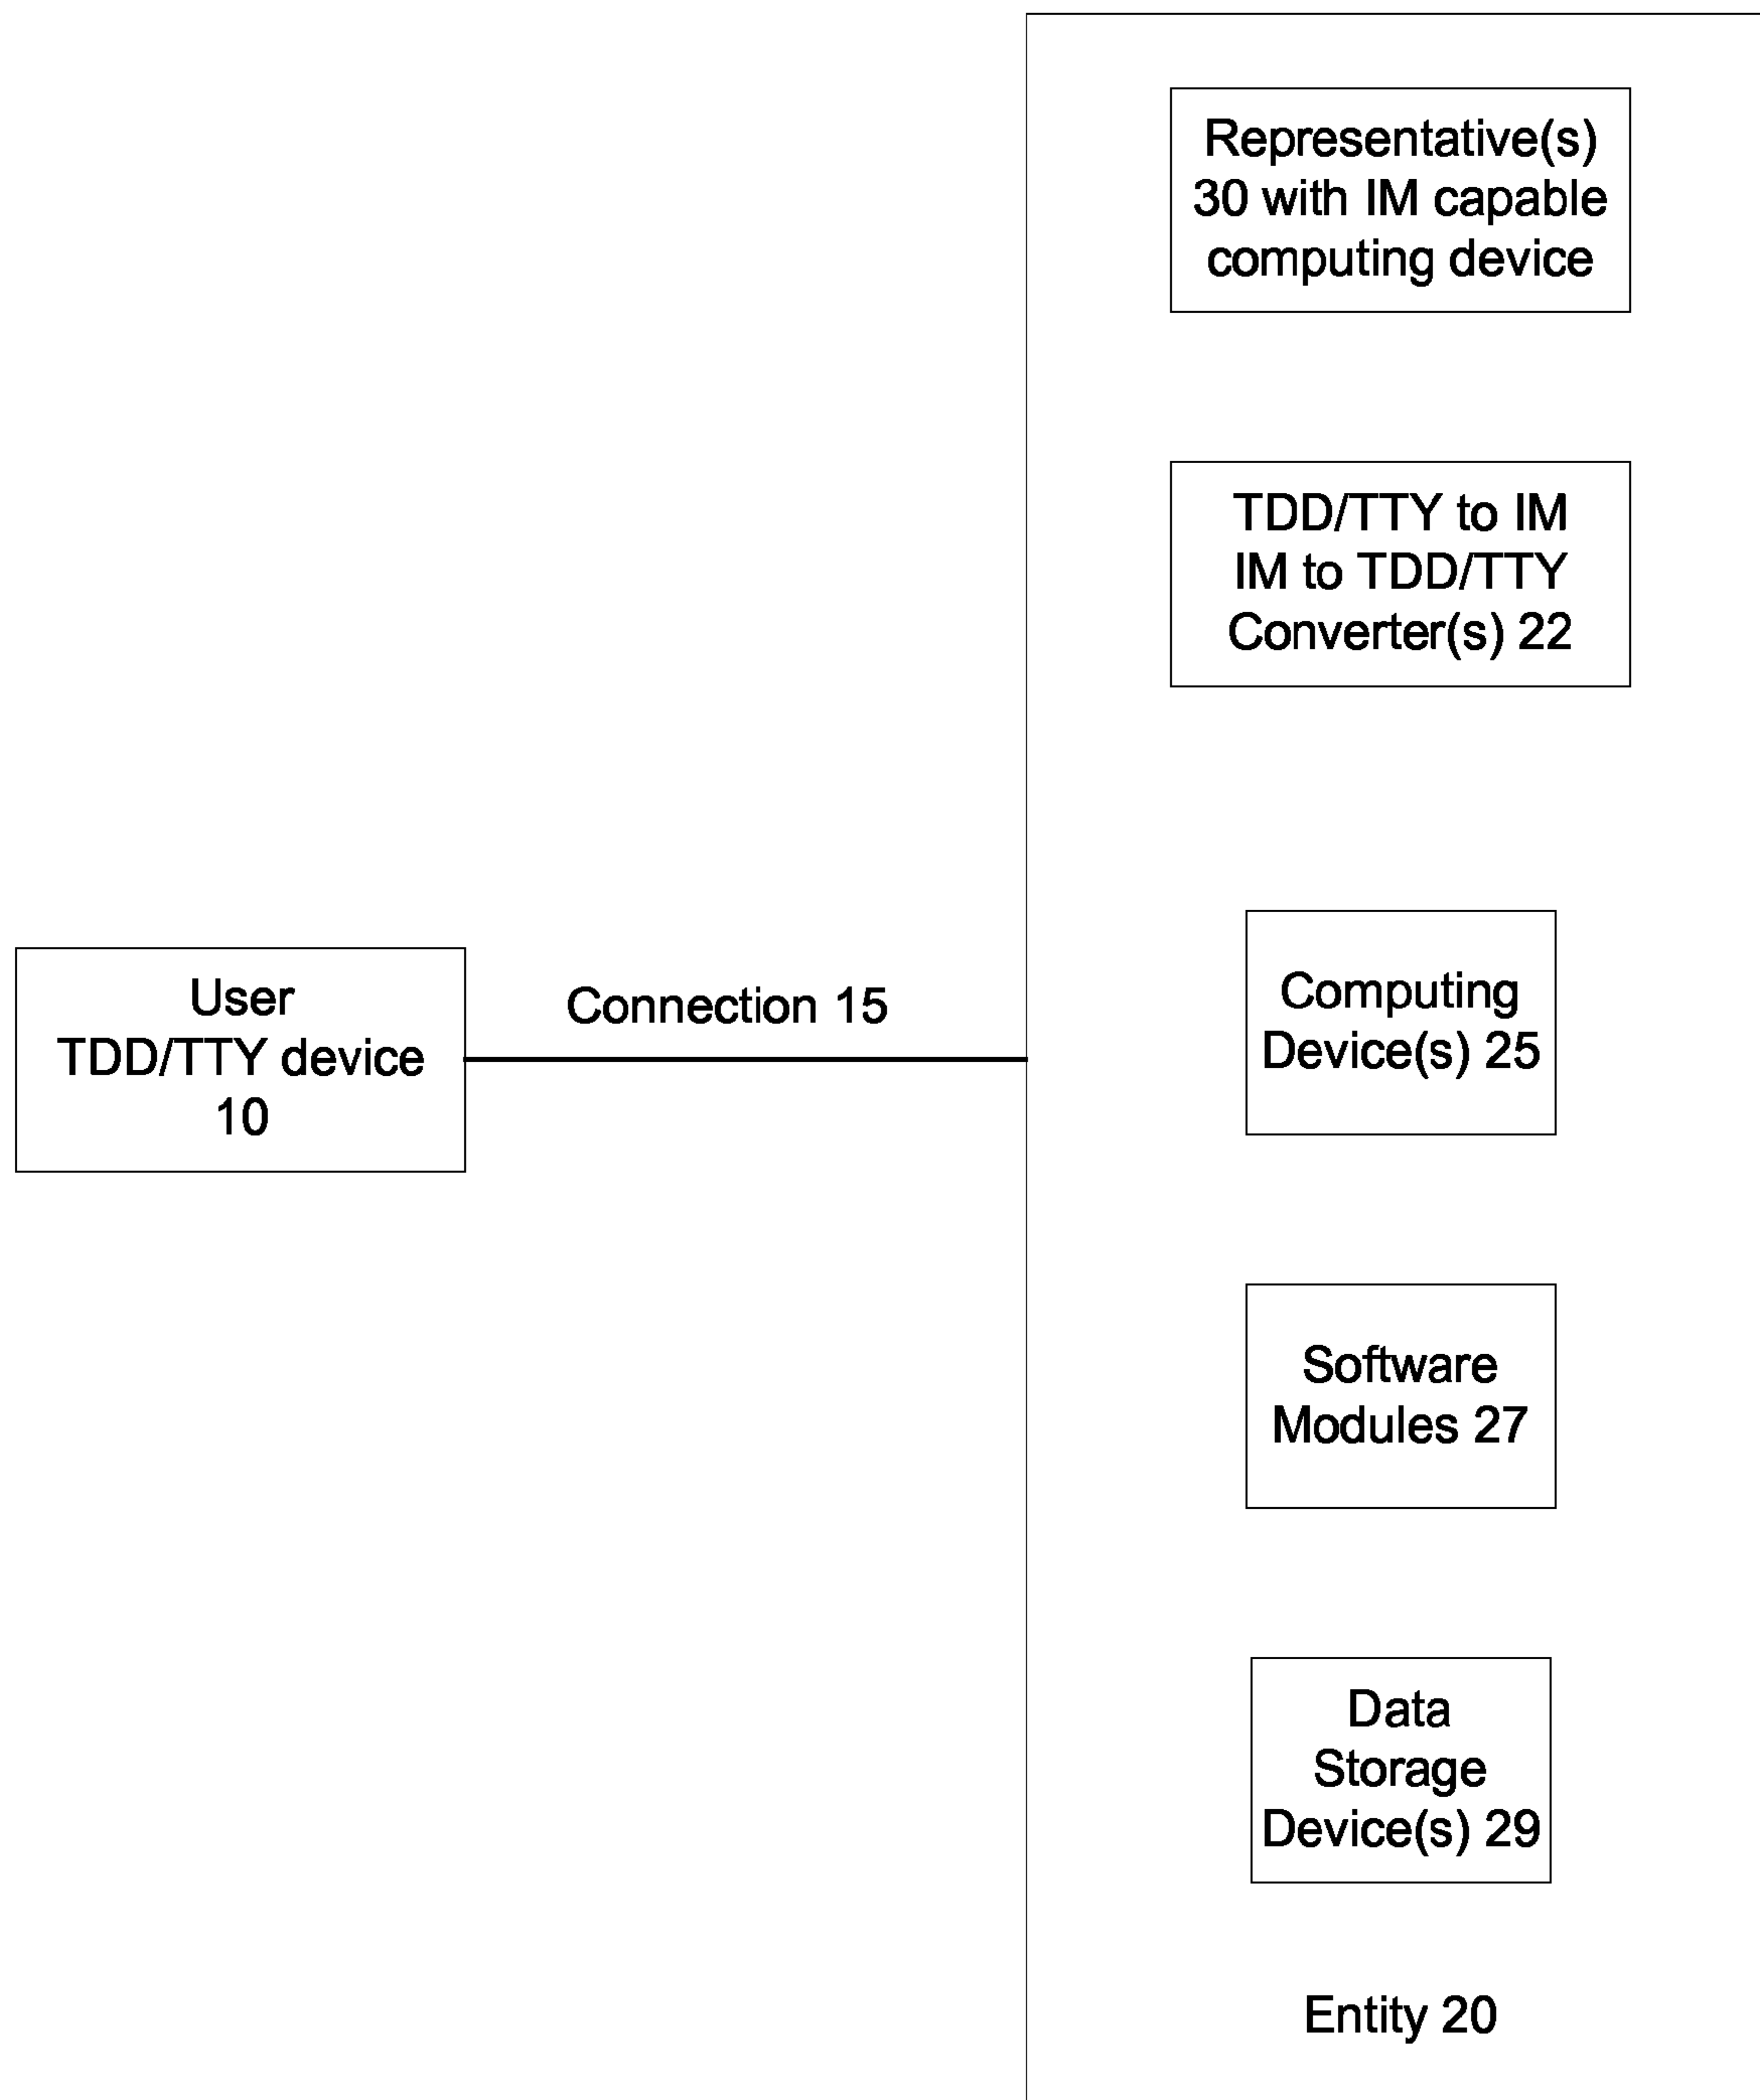 Representative(s)
30 with IM capable
computing device
TDD/TTY to IM
IM to TDD/TTY
Converter(s) 22
User
TDD/TTY device
10
Connection 15
Computing
Device(s) 25
Software
Modules 27
Data
Storage
Device(s) 29
Entity 20